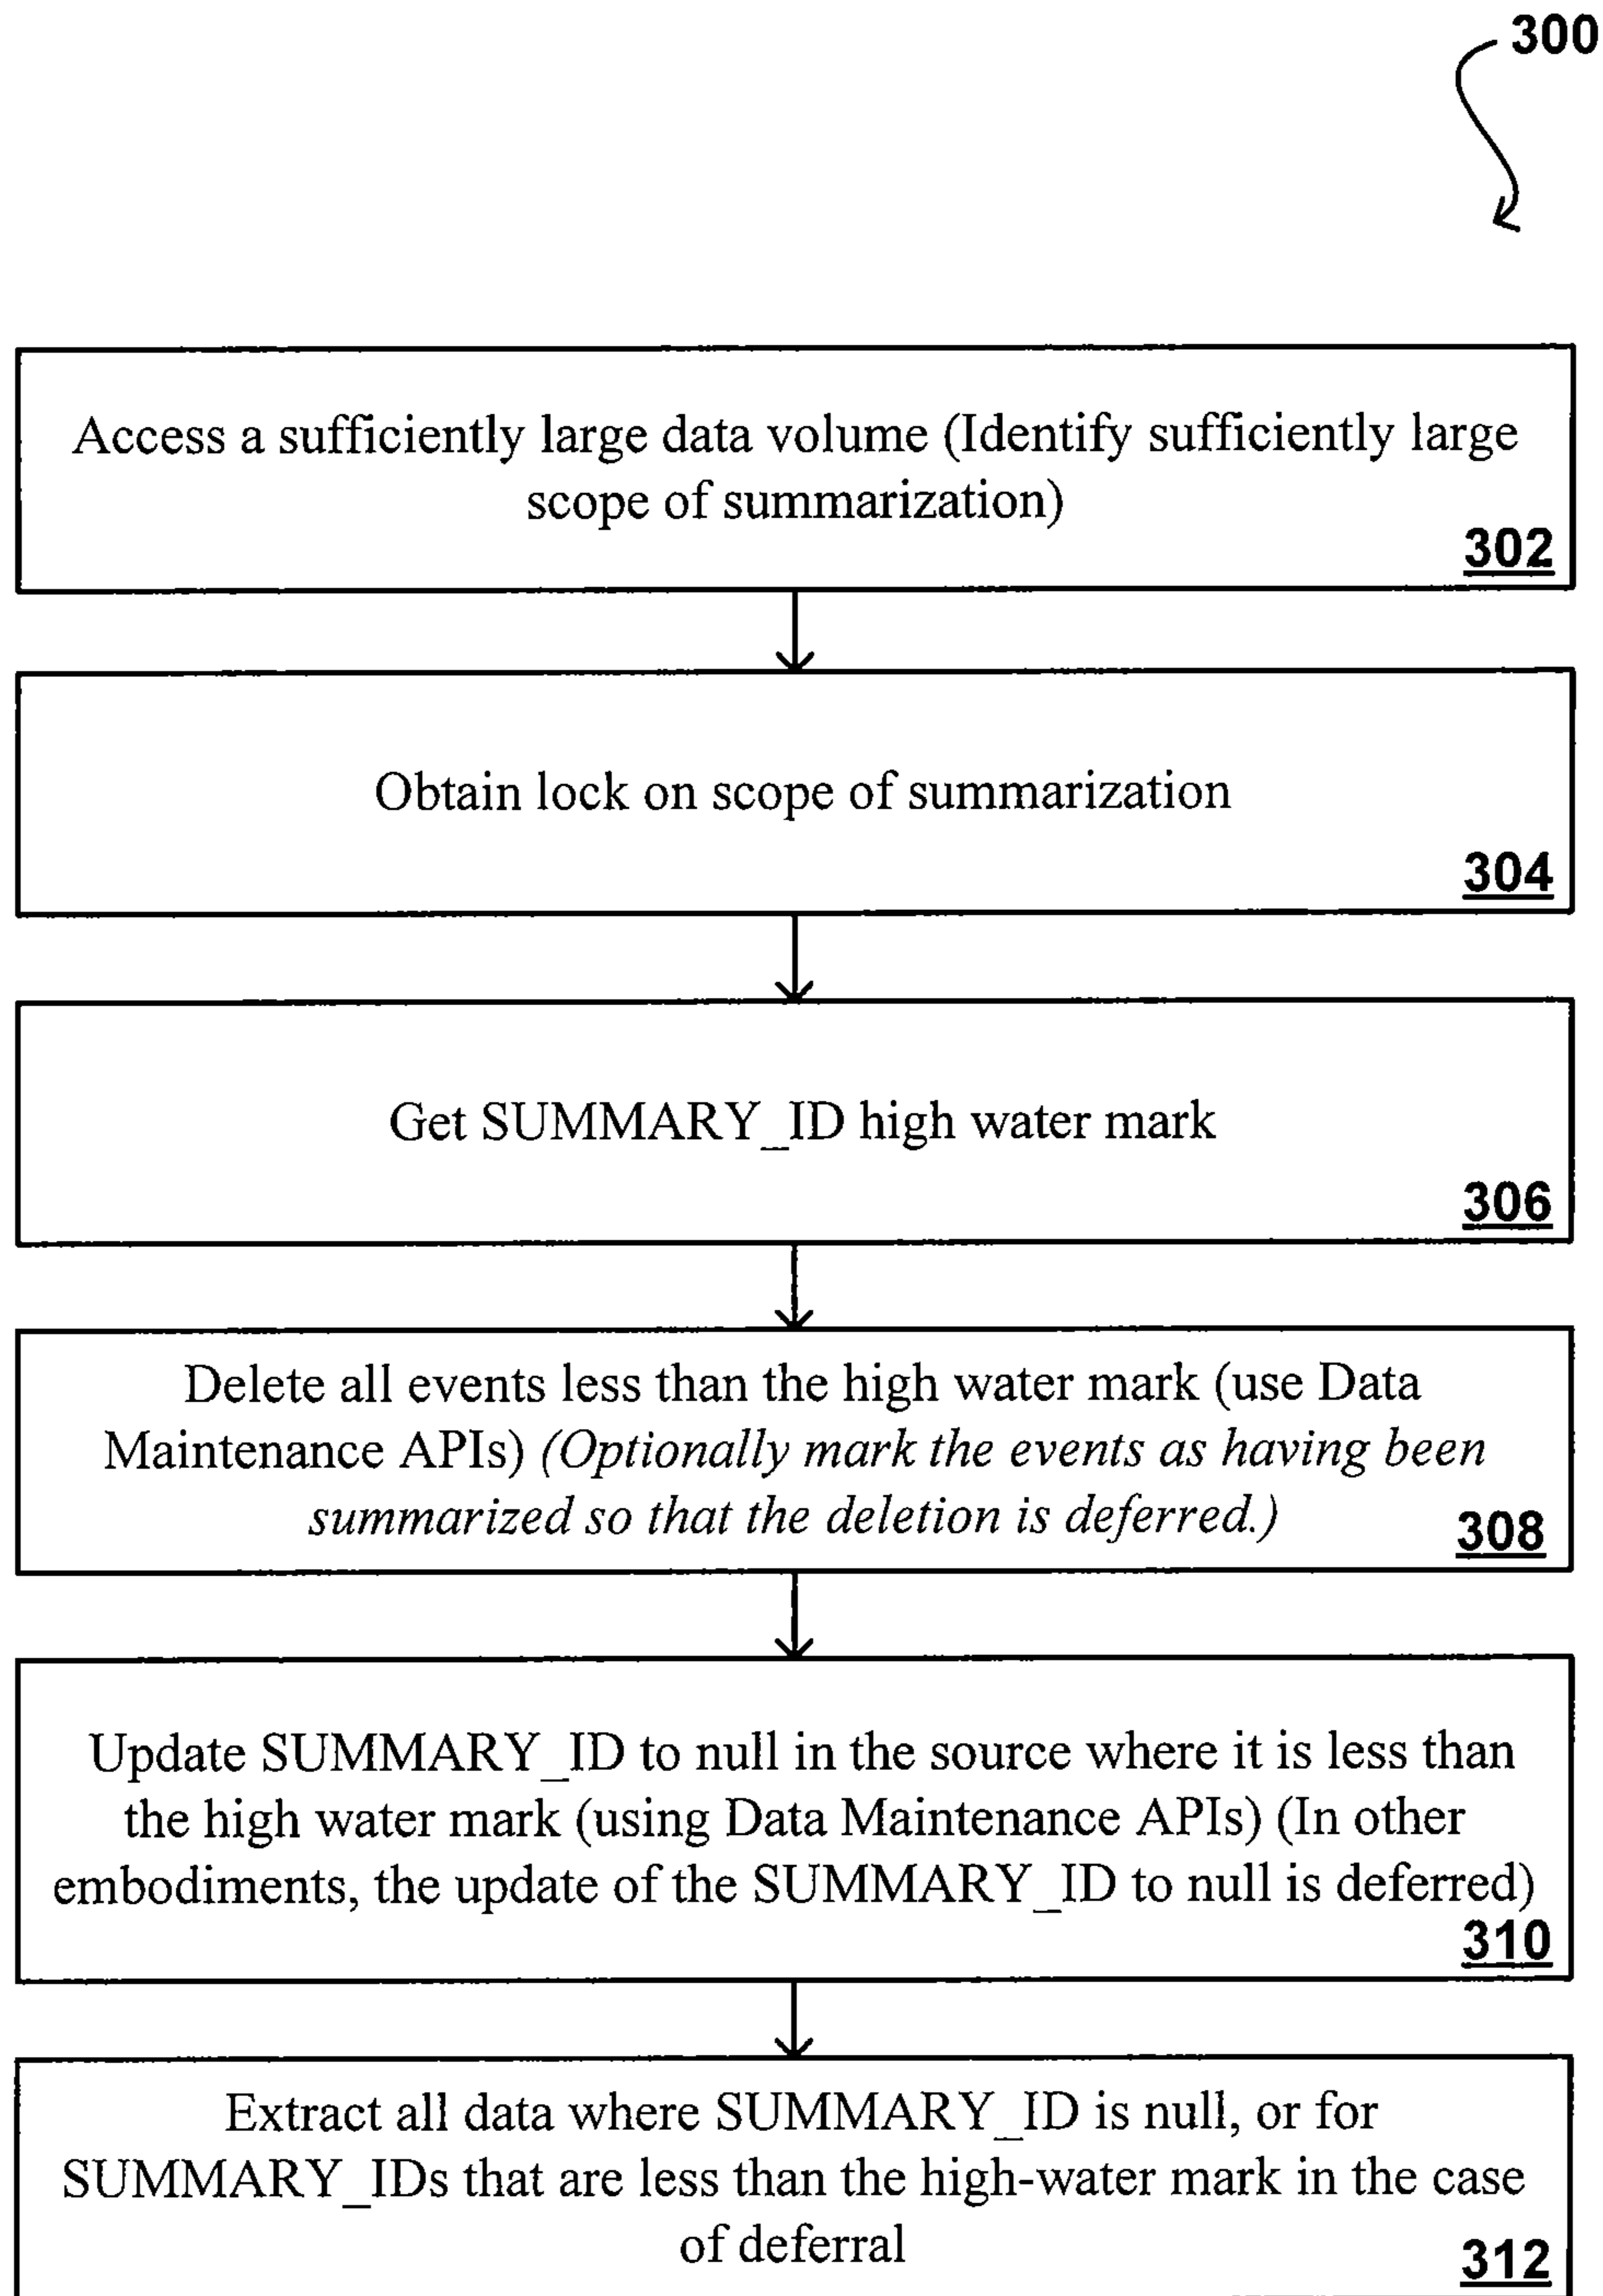 300
Access a sufficiently large data volume (Identify sufficiently large
scope of summarization)
302
Obtain lock on scope of summarization
304
Get SUMMARY_ID high water mark
306
Delete all events less than the high water mark (use Data
Maintenance APIs) (Optionally mark the events as having been
summarized so that the deletion is deferred.)
308
Update SUMMARY_ID to null in the source where it is less than
the high water mark (using Data Maintenance APIs) (In other
embodiments, the update of the SUMMARY_ID to null is deferred)
310
Extract all data where SUMMARY_ID is null, or for
SUMMARY_IDs that are less than the high-water mark in the case
of deferral
312